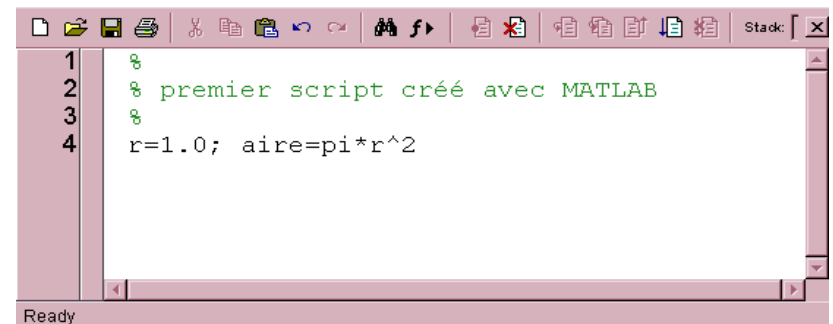 Stack:
1 %
2 % premier script créé avec MATLAB
3 %
4 r=1.0; aire=pi*r^2
Ready